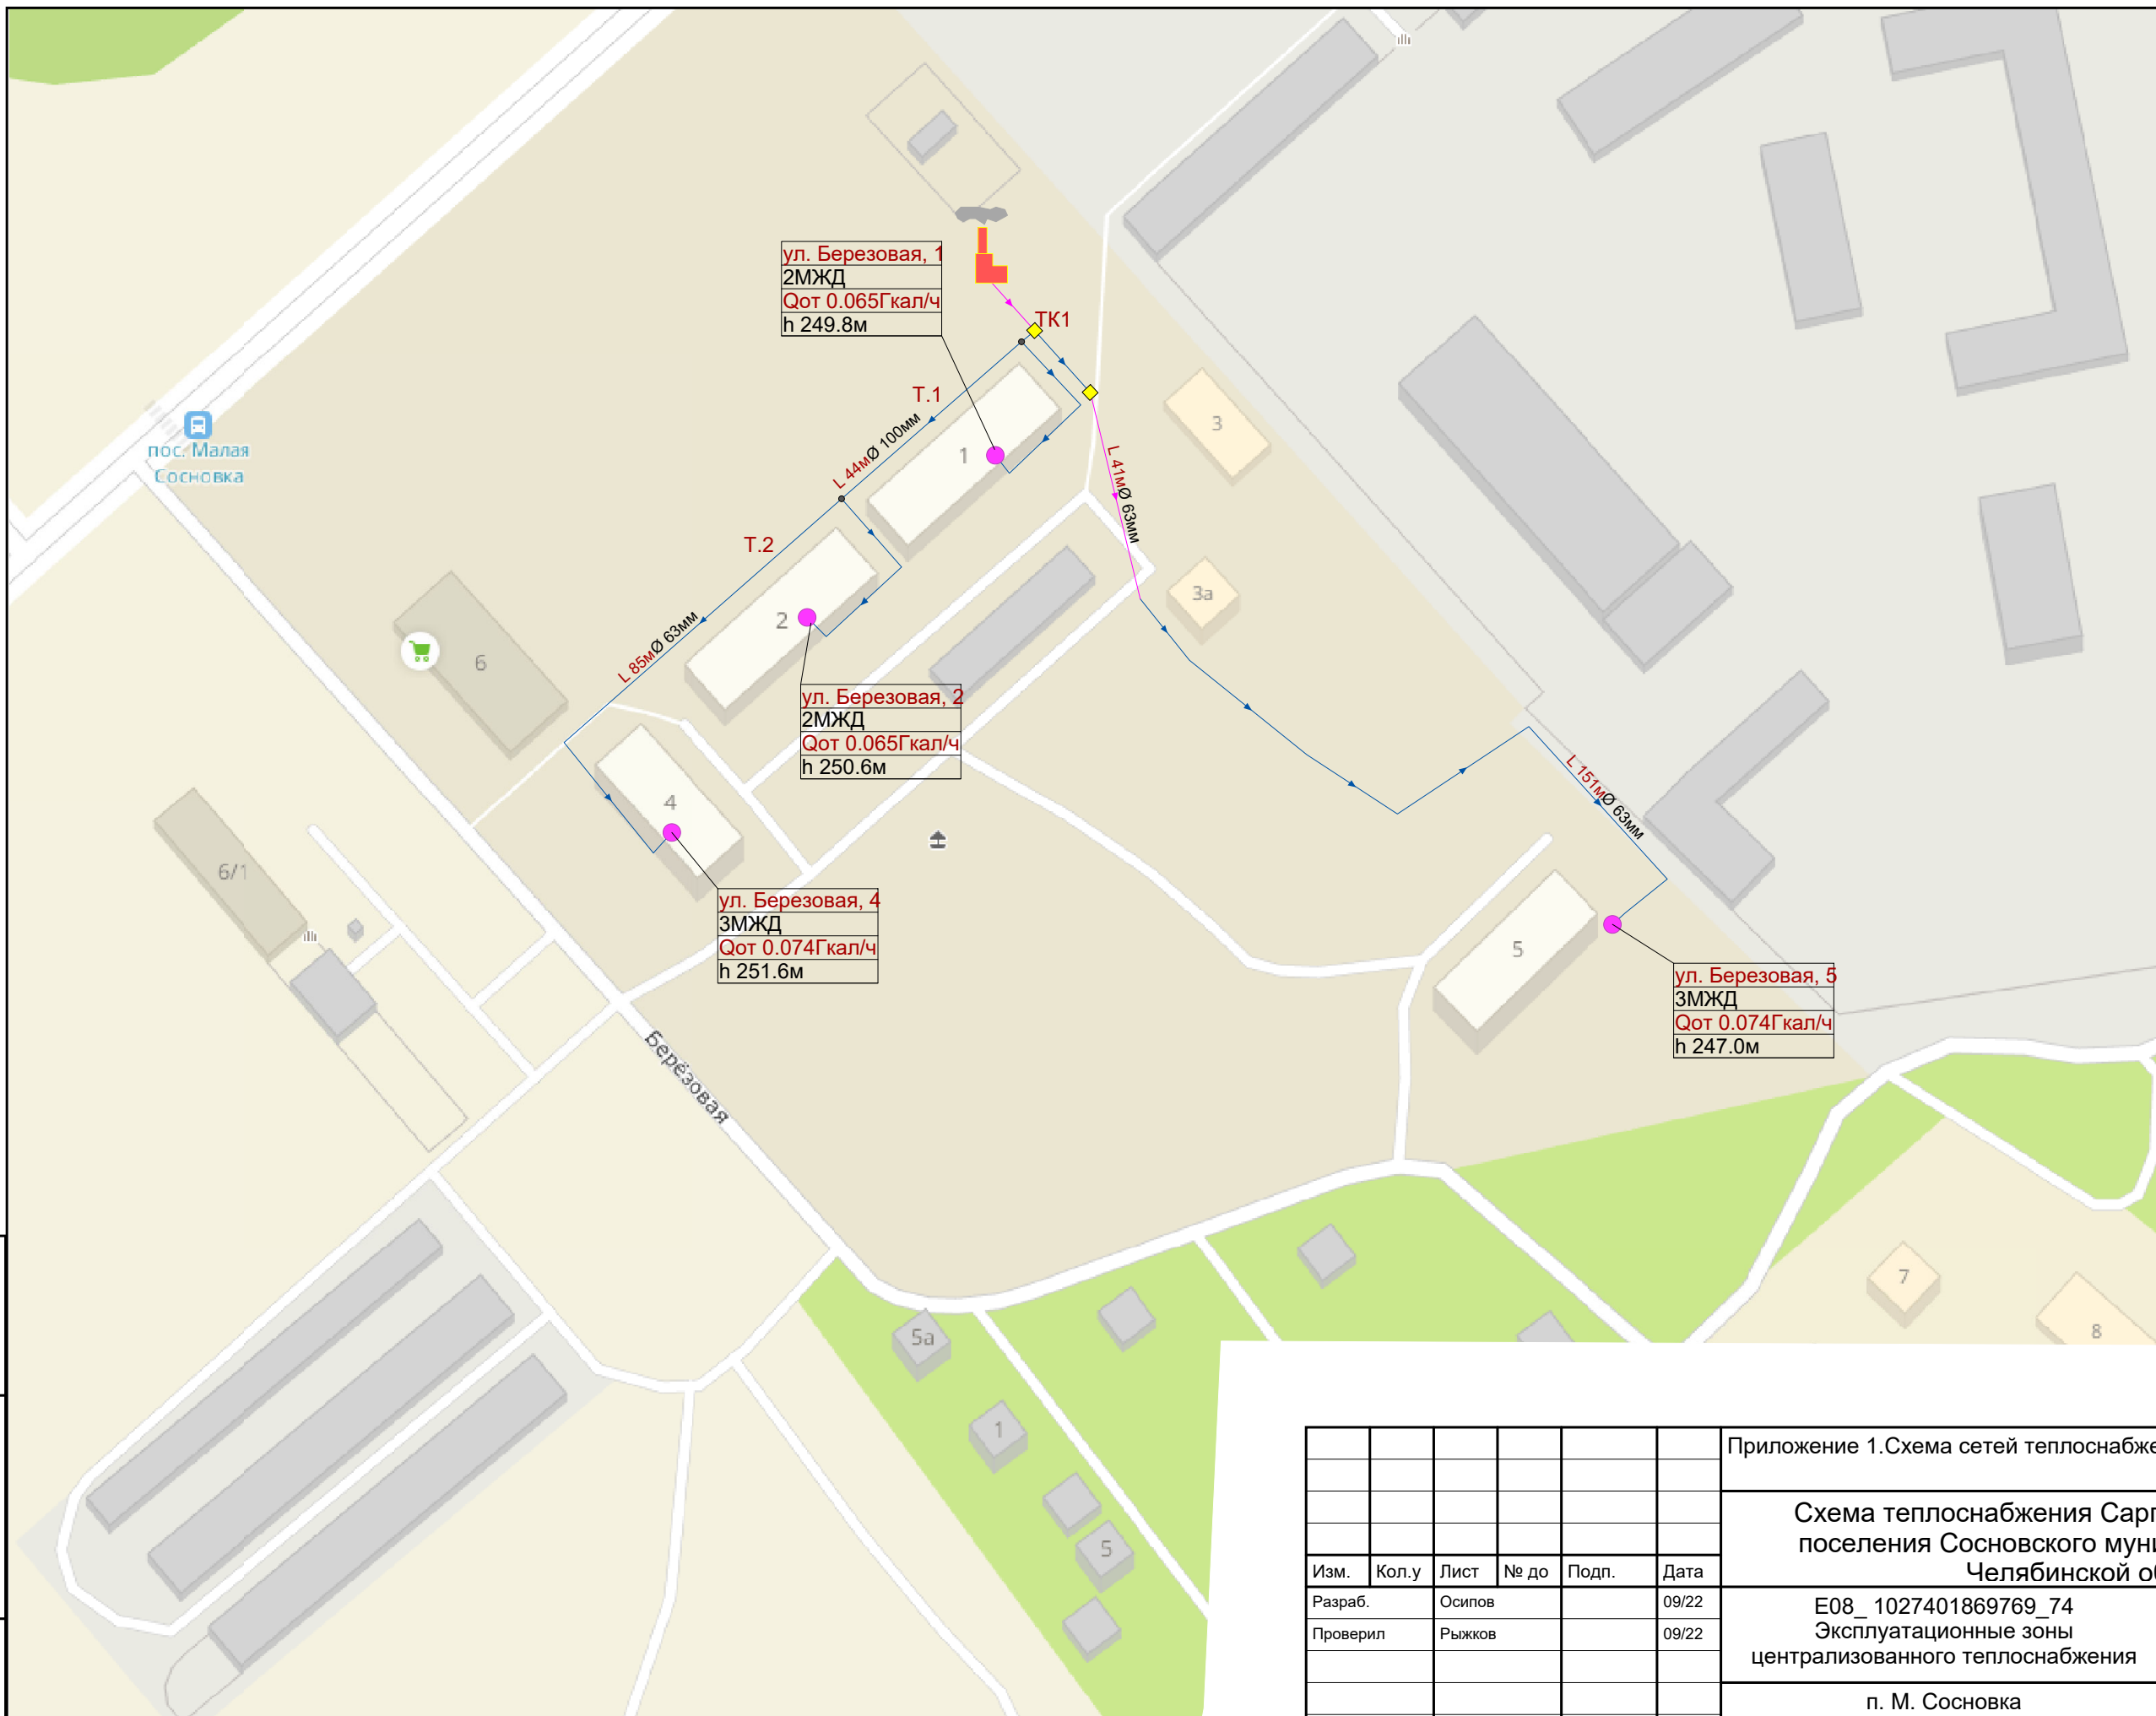 ул. Березовая, 1
2МЖД
Qот 0.065Гкал/ч
h 249.8м
ТК1
Т.1
L 44мØ 100мм
1
3
L 41мØ 63мм
пос. Малая
Сосновка
Т.2
2
3а
6
L 85мØ 63мм
ул. Березовая, 2
2МЖД
Qот 0.065Гкал/ч
h 250.6м
4
L 151мØ 63мм
6/1
ул. Березовая, 4
3МЖД
Qот 0.074Гкал/ч
h 251.6м
5
ул. Березовая, 5
3МЖД
Qот 0.074Гкал/ч
h 247.0м
Берёзовая
7
8
5а
1
5
Приложение 1.Схема сетей теплоснабже
Схема теплоснабжения Сарг
поселения Сосновского муни
Челябинской об
Изм. Кол.у Лист № до Подп. Дата
Разраб. Осипов 09/22
Проверил Рыжков 09/22
Е08_ 1027401869769_74
Эксплуатационные зоны
централизованного теплоснабжения
п. М. Сосновка